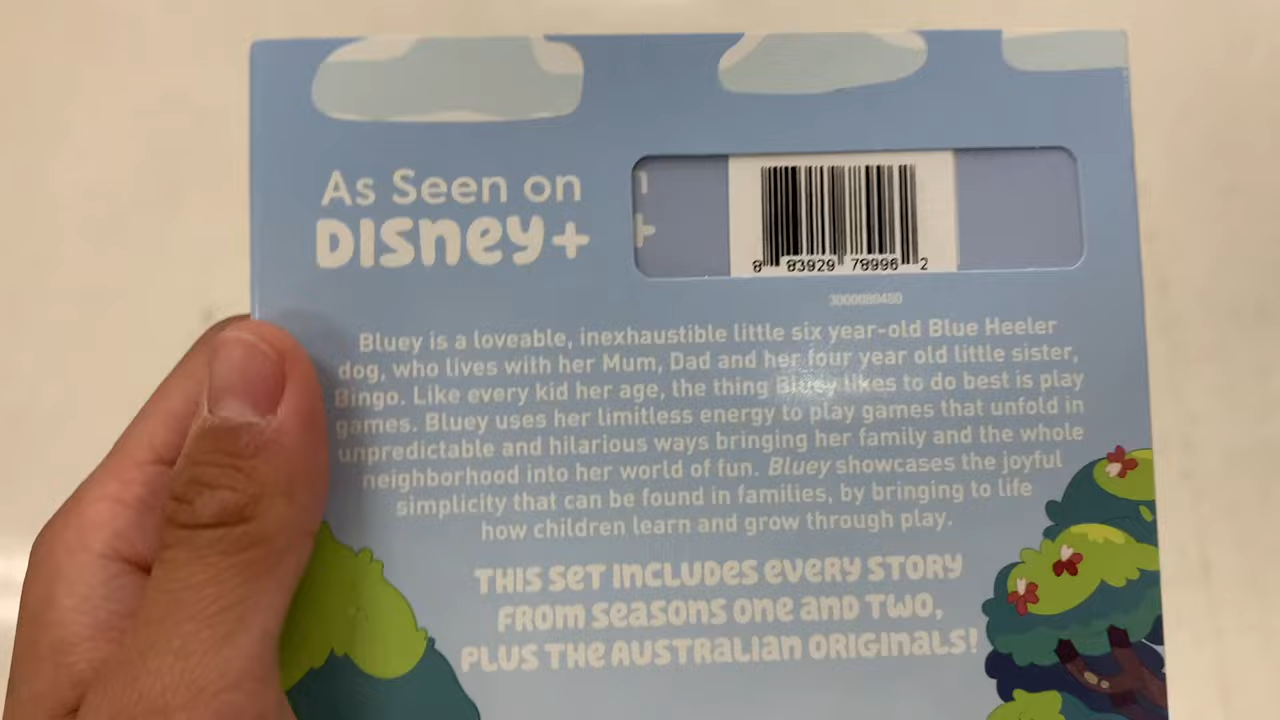 As Seen on
Disney+
8 83929 78996 2
3000080480
Bluey is a loveable, inexhaustible little six year-old Blue Heeler
dog, who lives with her Mum, Dad and her four year old little sister,
Bingo. Like every kid her age, the thing Bluey likes to do best is play
games. Bluey uses her limitless energy to play games that unfold in
unpredictable and hilarious ways bringing her family and the whole
neighborhood into her world of fun. Bluey showcases the joyful
simplicity that can be found in families, by bringing to life
how children learn and grow through play.
THIS SET INCLUDES EVERY STORY
FROM SEASONS ONE AND TWO,
PLUS THE AUSTRALIAN ORIGINALS!